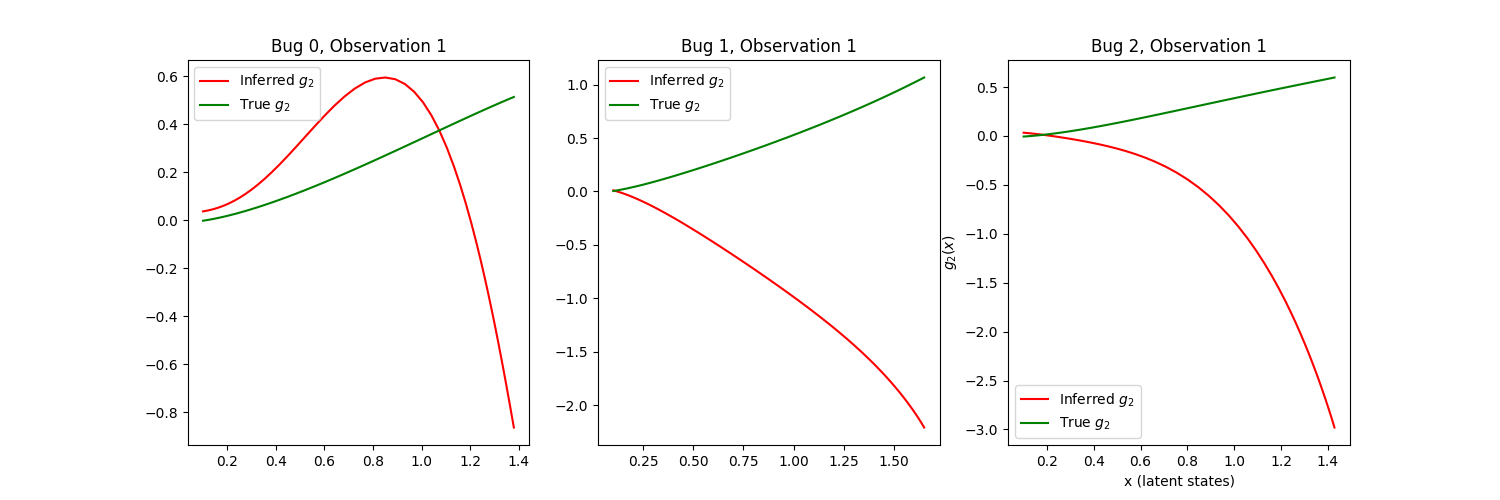 Bug 0, Observation 1
Inferred g₂
True g₂
0.6
0.4
0.2
0.0
−0.2
−0.4
−0.6
−0.8
0.2 0.4 0.6 0.8 1.0 1.2 1.4
Bug 1, Observation 1
Inferred g₂
True g₂
1.0
0.5
0.0
−0.5
−1.0
−1.5
−2.0
0.25 0.50 0.75 1.00 1.25 1.50
Bug 2, Observation 1
g₂(x)
0.5
0.0
−0.5
−1.0
−1.5
−2.0
−2.5
−3.0
Inferred g₂
True g₂
0.2 0.4 0.6 0.8 1.0 1.2 1.4
x (latent states)